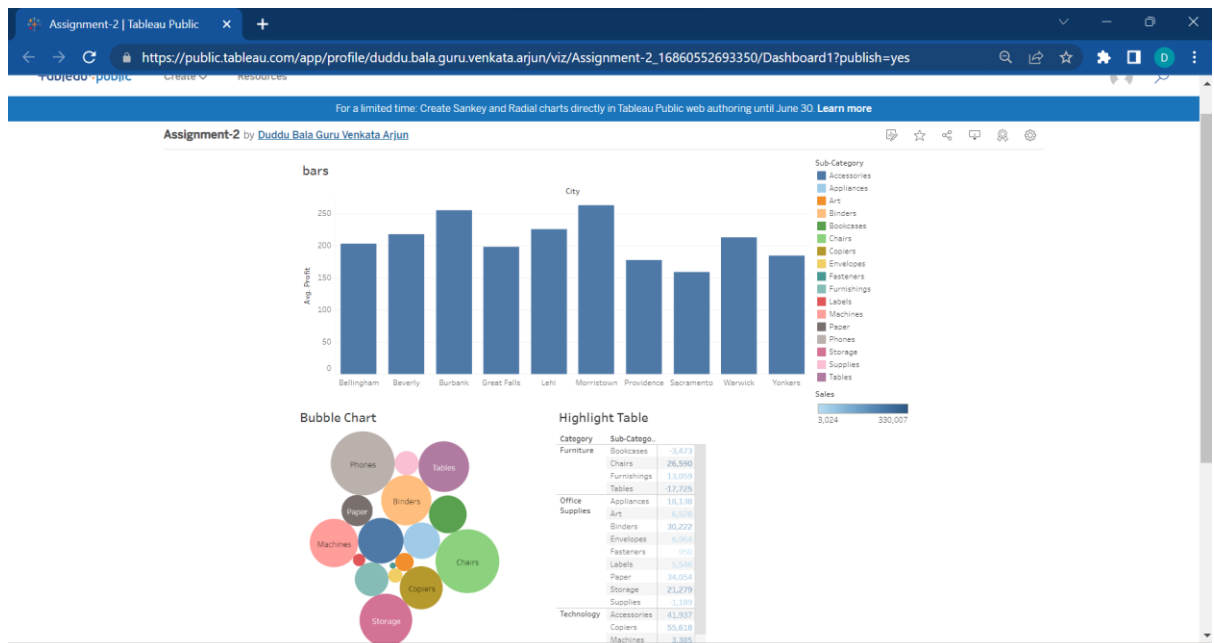 Assignment-2 | Tableau Public
https://public.tableau.com/app/profile/duddu.bala.guru.venkata.arjun/viz/Assignment-2_16860552693350/Dashboard1?publish=yes
D
Create
Resources
For a limited time: Create Sankey and Radial charts directly in Tableau Public web authoring until June 30. Learn more
Assignment-2 by Duddu Bala Guru Venkata Arjun
bars
City
Avg. Profit
250
200
150
100
50
0
Bellingham Beverly Burbank Great Falls Lehi Morristown Providence Sacramento Warwick Yonkers
Sub-Category
Accessories
Appliances
Art
Binders
Bookcases
Chairs
Copiers
Envelopes
Fasteners
Furnishings
Labels
Machines
Paper
Phones
Storage
Supplies
Tables
Sales
3,024 330,007
Bubble Chart
Phones
Tables
Binders
Paper
Machines
Chairs
Copiers
Storage
Highlight Table
Category Sub-Catego..
Furniture Bookcases -3,473
Chairs 26,590
Furnishings 13,059
Tables -17,725
Office Supplies Appliances 18,138
Art 6,528
Binders 30,222
Envelopes 6,964
Fasteners 950
Labels 5,546
Paper 34,054
Storage 21,279
Supplies -1,189
Technology Accessories 41,937
Copiers 55,618
Machines 3,385